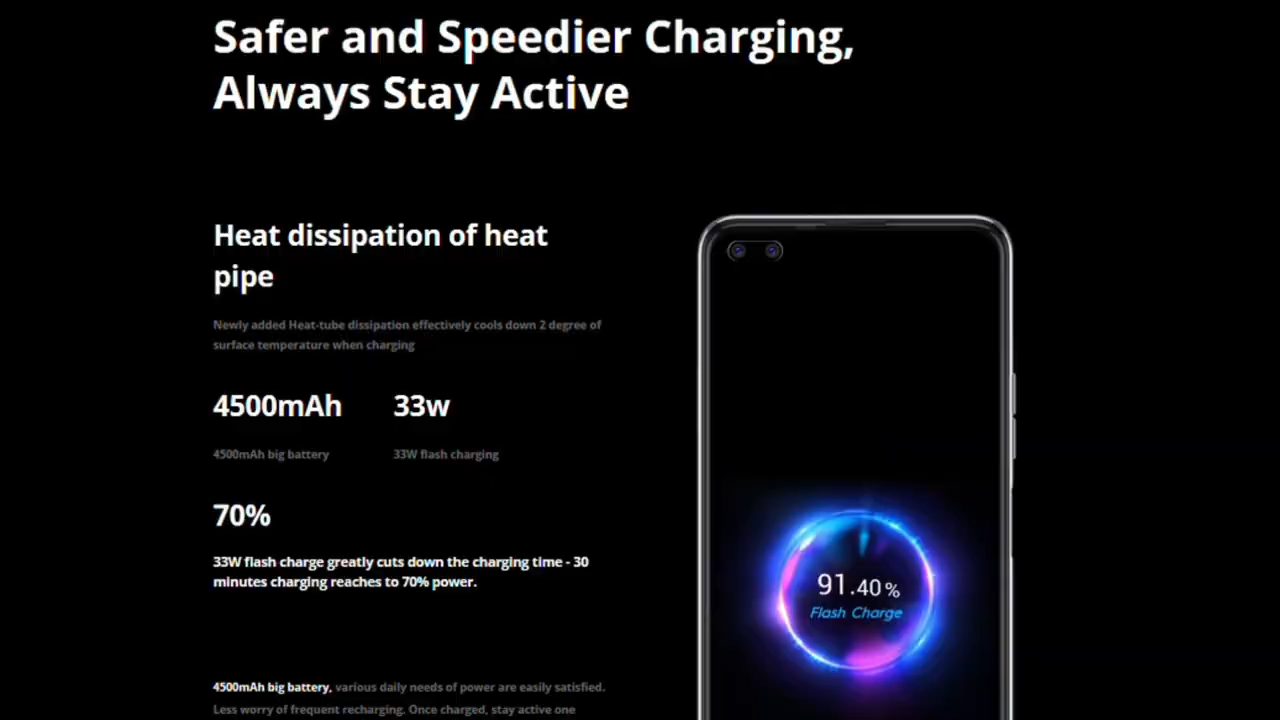 Safer and Speedier Charging,
Always Stay Active
Heat dissipation of heat
pipe
Newly added Heat-tube dissipation effectively cools down 2 degree of
surface temperature when charging
4500mAh
33w
4500mAh big battery
33W flash charging
70%
33W flash charge greatly cuts down the charging time - 30
minutes charging reaches to 70% power.
4500mAh big battery, various daily needs of power are easily satisfied.
Less worry of frequent recharging. Once charged, stay active one
91.40%
Flash Charge